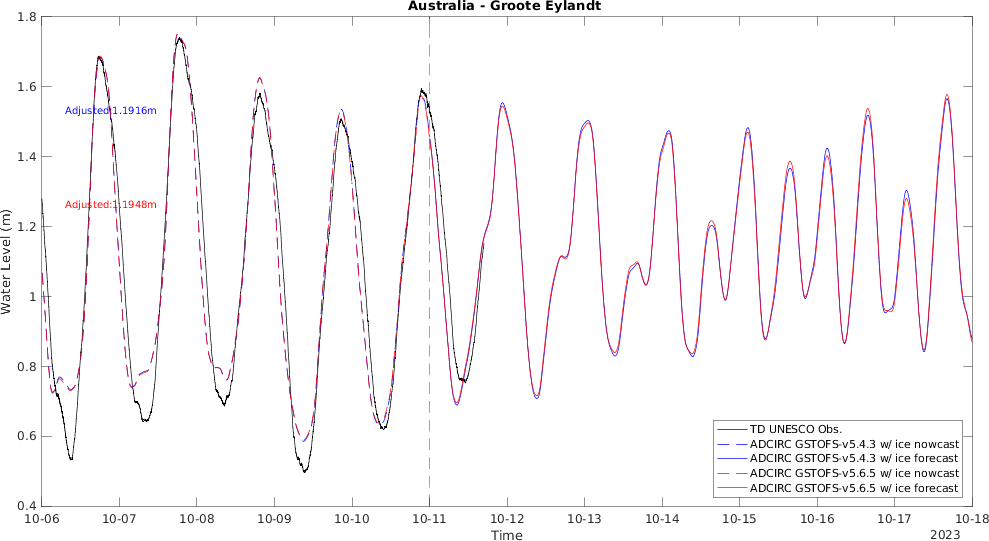 Australia - Groote Eylandt
1.8
1.6
1.4
1.2
1
0.8
0.6
0.4
Water Level (m)
Adjusted:1.1916m
Adjusted:1.1948m
TD UNESCO Obs.
ADCIRC GSTOFS-v5.4.3 w/ ice nowcast
ADCIRC GSTOFS-v5.4.3 w/ ice forecast
ADCIRC GSTOFS-v5.6.5 w/ ice nowcast
ADCIRC GSTOFS-v5.6.5 w/ ice forecast
10-06 10-07 10-08 10-09 10-10 10-11 10-12 10-13 10-14 10-15 10-16 10-17 10-18
Time
2023